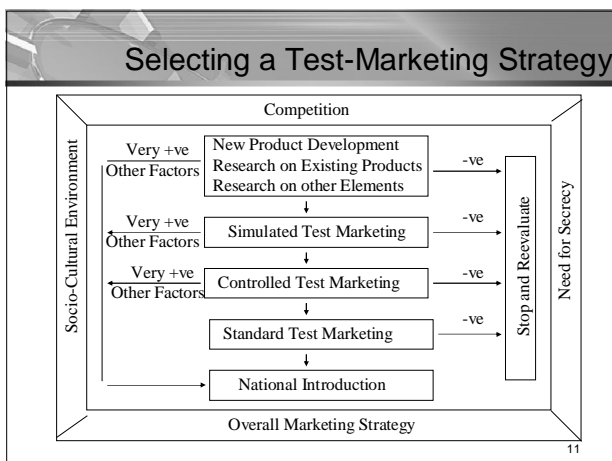 Selecting a Test-Marketing Strategy
Competition
Socio-Cultural Environment
Very +ve
Other Factors
New Product Development
Research on Existing Products
Research on other Elements
-ve
Very +ve
Other Factors
Simulated Test Marketing
-ve
Very +ve
Other Factors
Controlled Test Marketing
-ve
Standard Test Marketing
-ve
National Introduction
Stop and Reevaluate
Need for Secrecy
Overall Marketing Strategy
11